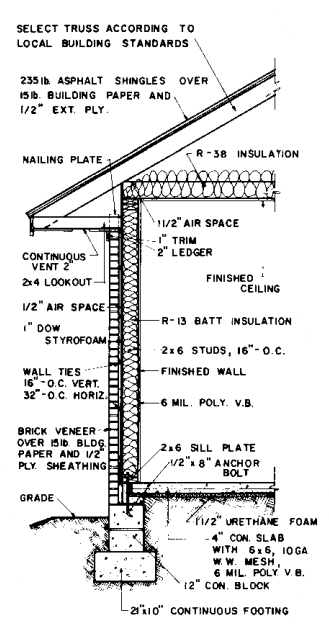 SELECT TRUSS ACCORDING TO
LOCAL BUILDING STANDARDS
235 lb. ASPHALT SHINGLES OVER
15 lb. BUILDING PAPER AND
1/2" EXT. PLY.
NAILING PLATE
R-38 INSULATION
1 1/2" AIR SPACE
1" TRIM
2" LEDGER
CONTINUOUS
VENT 2"
2x4 LOOKOUT
FINISHED
CEILING
1/2" AIR SPACE
1" DOW
STYROFOAM
R-13 BATT INSULATION
2x6 STUDS, 16"-O.C.
WALL TIES
16"-O.C. VERT.
32"-O.C. HORIZ.
FINISHED WALL
6 MIL. POLY. V.B.
BRICK VENEER
OVER 15 lb. BLDG.
PAPER AND 1/2"
PLY. SHEATHING
2x6 SILL PLATE
1/2" x 8" ANCHOR
BOLT
GRADE
1 1/2" URETHANE FOAM
4" CON. SLAB
WITH 6x6, 10GA
W.W. MESH,
6 MIL. POLY V.B.
12" CON. BLOCK
21"x10" CONTINUOUS FOOTING